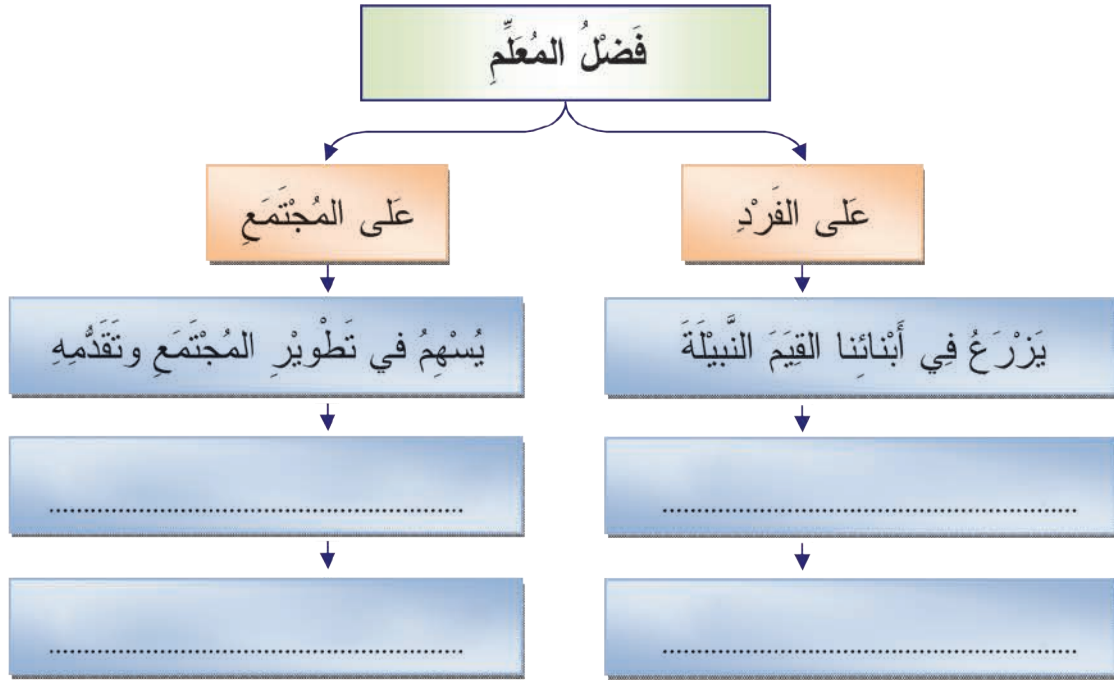 فَضْلُ المُعَلِّمِ
عَلى الفَرْدِ
عَلى المُجْتَمَعِ
يَزْرَعُ فِي أَبْنائِنا القِيَمَ النَّبيْلَةَ
يُسْهِمُ في تَطْويْرِ المُجْتَمَعِ وتَقَدُّمِهِ